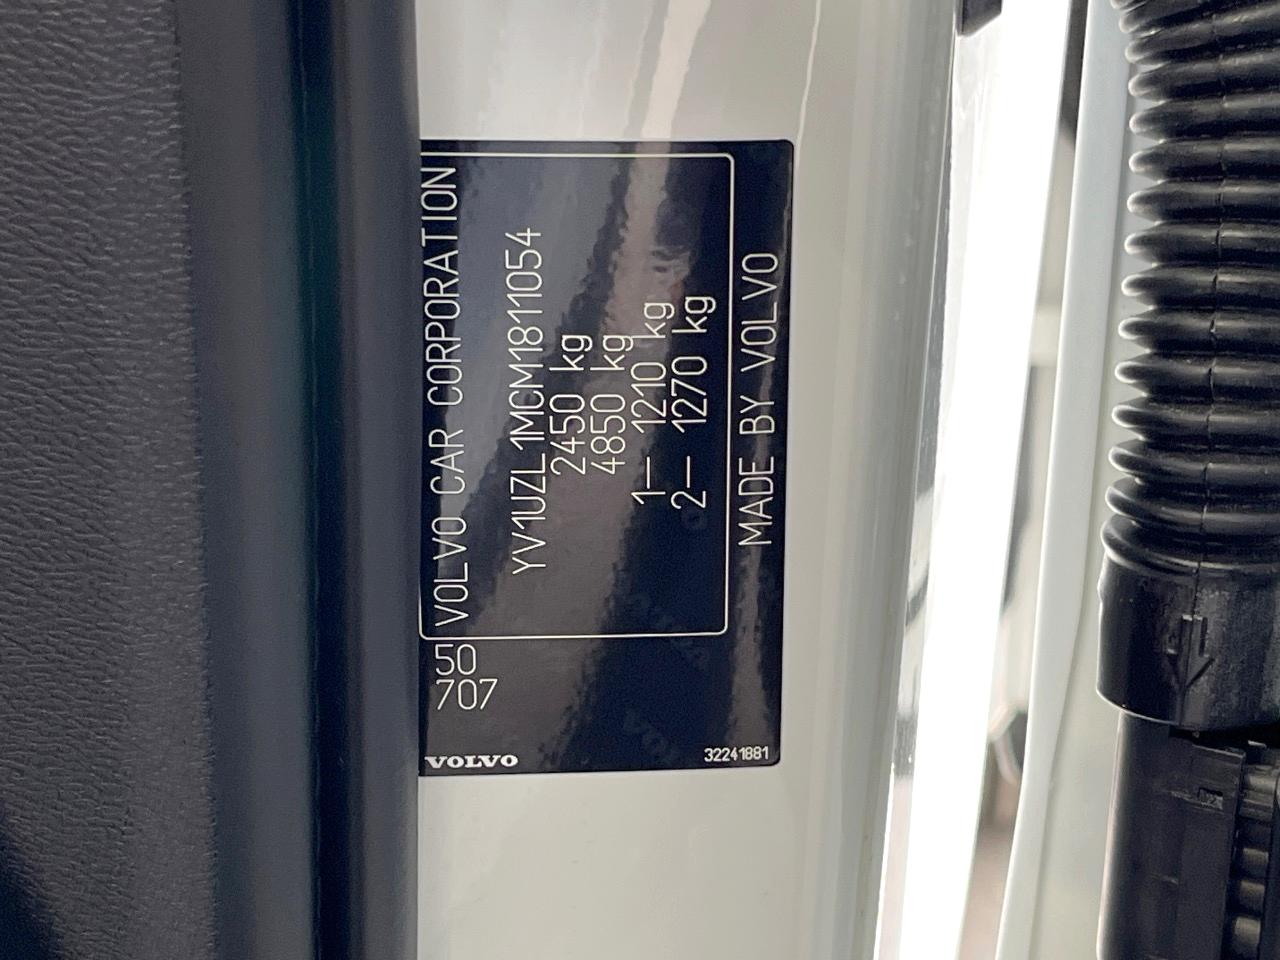 VOLVO CAR CORPORATION
YV1UZL1MCM1811054
2450 kg
4850 kg
1— 1210 kg
2— 1270 kg
MADE BY VOLVO
50
707
VOLVO
32241881